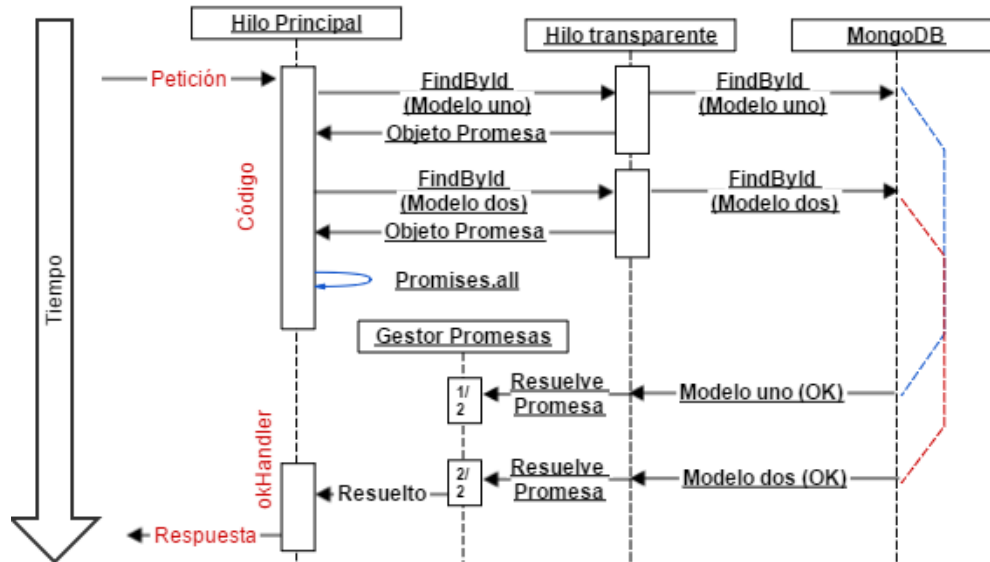 Hilo Principal
Hilo transparente
MongoDB
Petición
FindById
(Modelo uno)
FindById
(Modelo uno)
Objeto Promesa
Código
FindById
(Modelo dos)
FindById
(Modelo dos)
Objeto Promesa
Promises.all
Tiempo
Gestor Promesas
1/
2
Resuelve
Promesa
Modelo uno (OK)
okHandler
2/
2
Resuelve
Promesa
Modelo dos (OK)
Resuelto
Respuesta